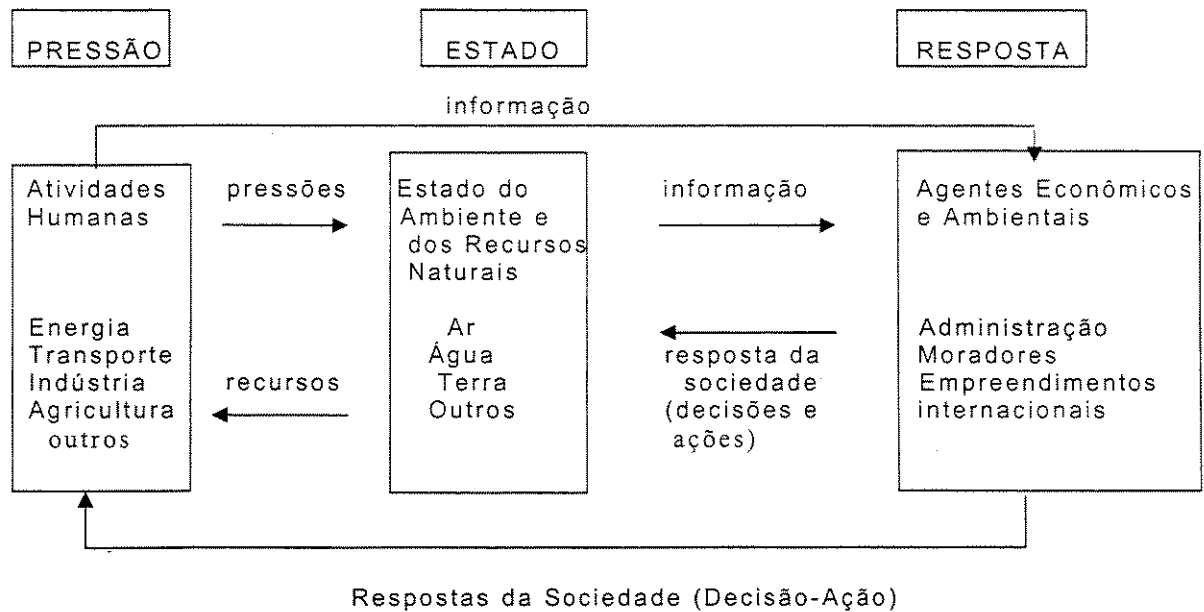 PRESSÃO
ESTADO
RESPOSTA
informação
Atividades
Humanas
Energia
Transporte
Indústria
Agricultura
outros
pressões
recursos
Estado do
Ambiente e
dos Recursos
Naturais
Ar
Água
Terra
Outros
informação
resposta da
sociedade
(decisões e
ações)
Agentes Econômicos
e Ambientais
Administração
Moradores
Empreendimentos
internacionais
Respostas da Sociedade (Decisão-Ação)